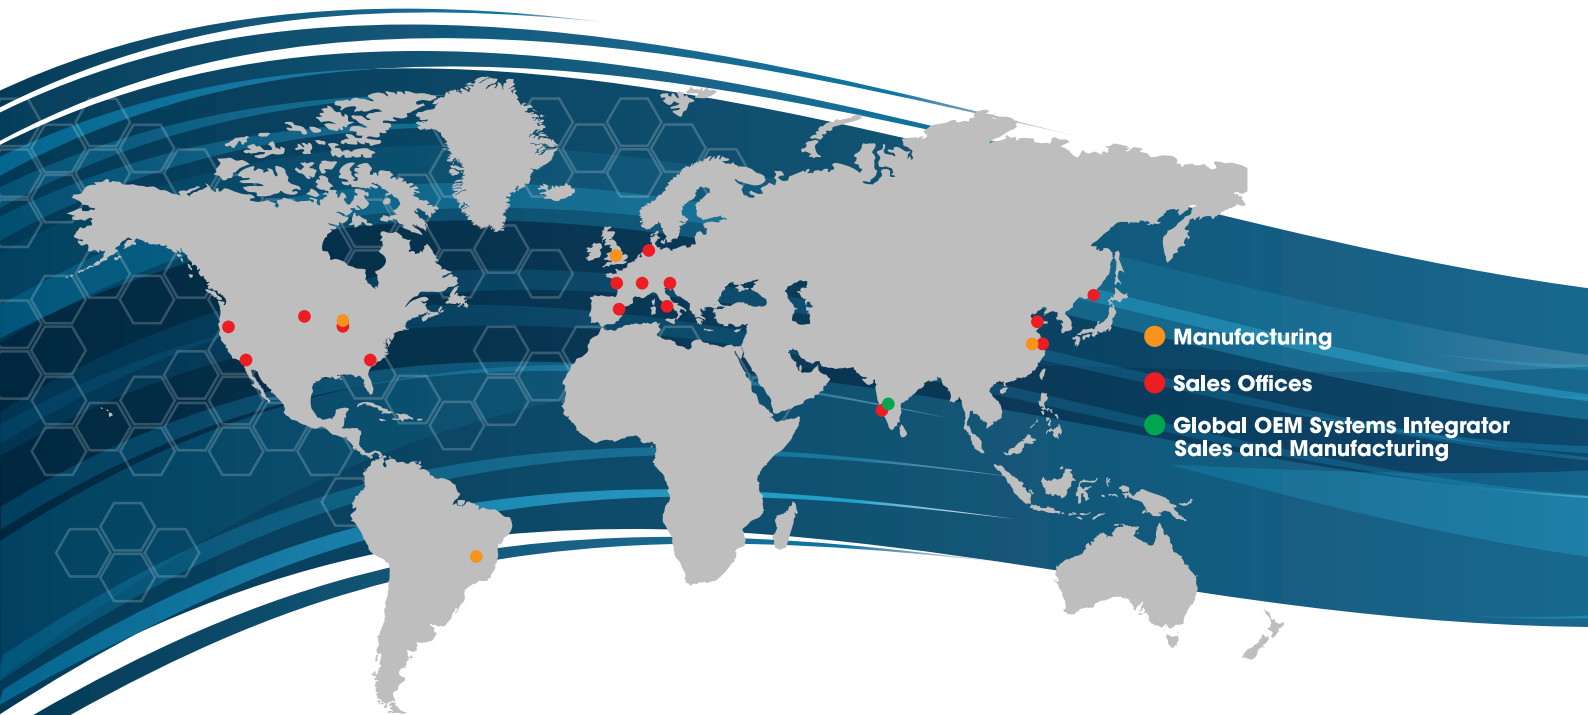 Manufacturing
Sales Offices
Global OEM Systems Integrator
Sales and Manufacturing